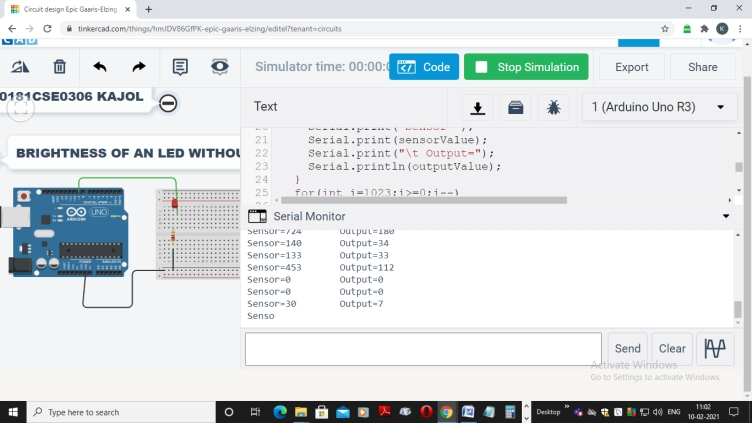 Circuit design Epic Gaaris-Elzing
tinkercad.com/things/hmJDV86GfPK-epic-gaaris-elzing/editel?tenant=circuits
K
CAD
Simulator time: 00:00:0
Code
Stop Simulation
Export
Share
0181CSE0306 KAJOL
Text
1 (Arduino Uno R3)
Serial.print("Sensor=");
21 Serial.print(sensorValue);
22 Serial.print("\t Output=");
23 Serial.println(outputValue);
24 }
25 for(int i=1023;i>=0;i--)
BRIGHTNESS OF AN LED WITHOU
UNO
ARDUINO
Serial Monitor
Sensor=724 Output=180
Sensor=140 Output=34
Sensor=133 Output=33
Sensor=453 Output=112
Sensor=0 Output=0
Sensor=0 Output=0
Sensor=30 Output=7
Senso
Send
Clear
Activate Windows
Go to Settings to activate Windows.
Type here to search
Desktop
ENG
11:02
10-02-2021